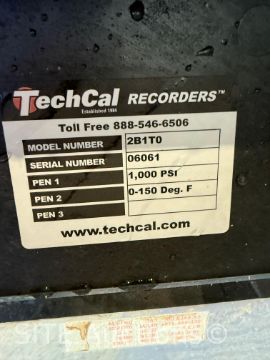 TechCal RECORDERS™
Established 1996
Toll Free 888-546-6506
MODEL NUMBER 2B1T0
SERIAL NUMBER 06061
PEN 1 1,000 PSI
PEN 2 0-150 Deg. F
PEN 3
www.techcal.com